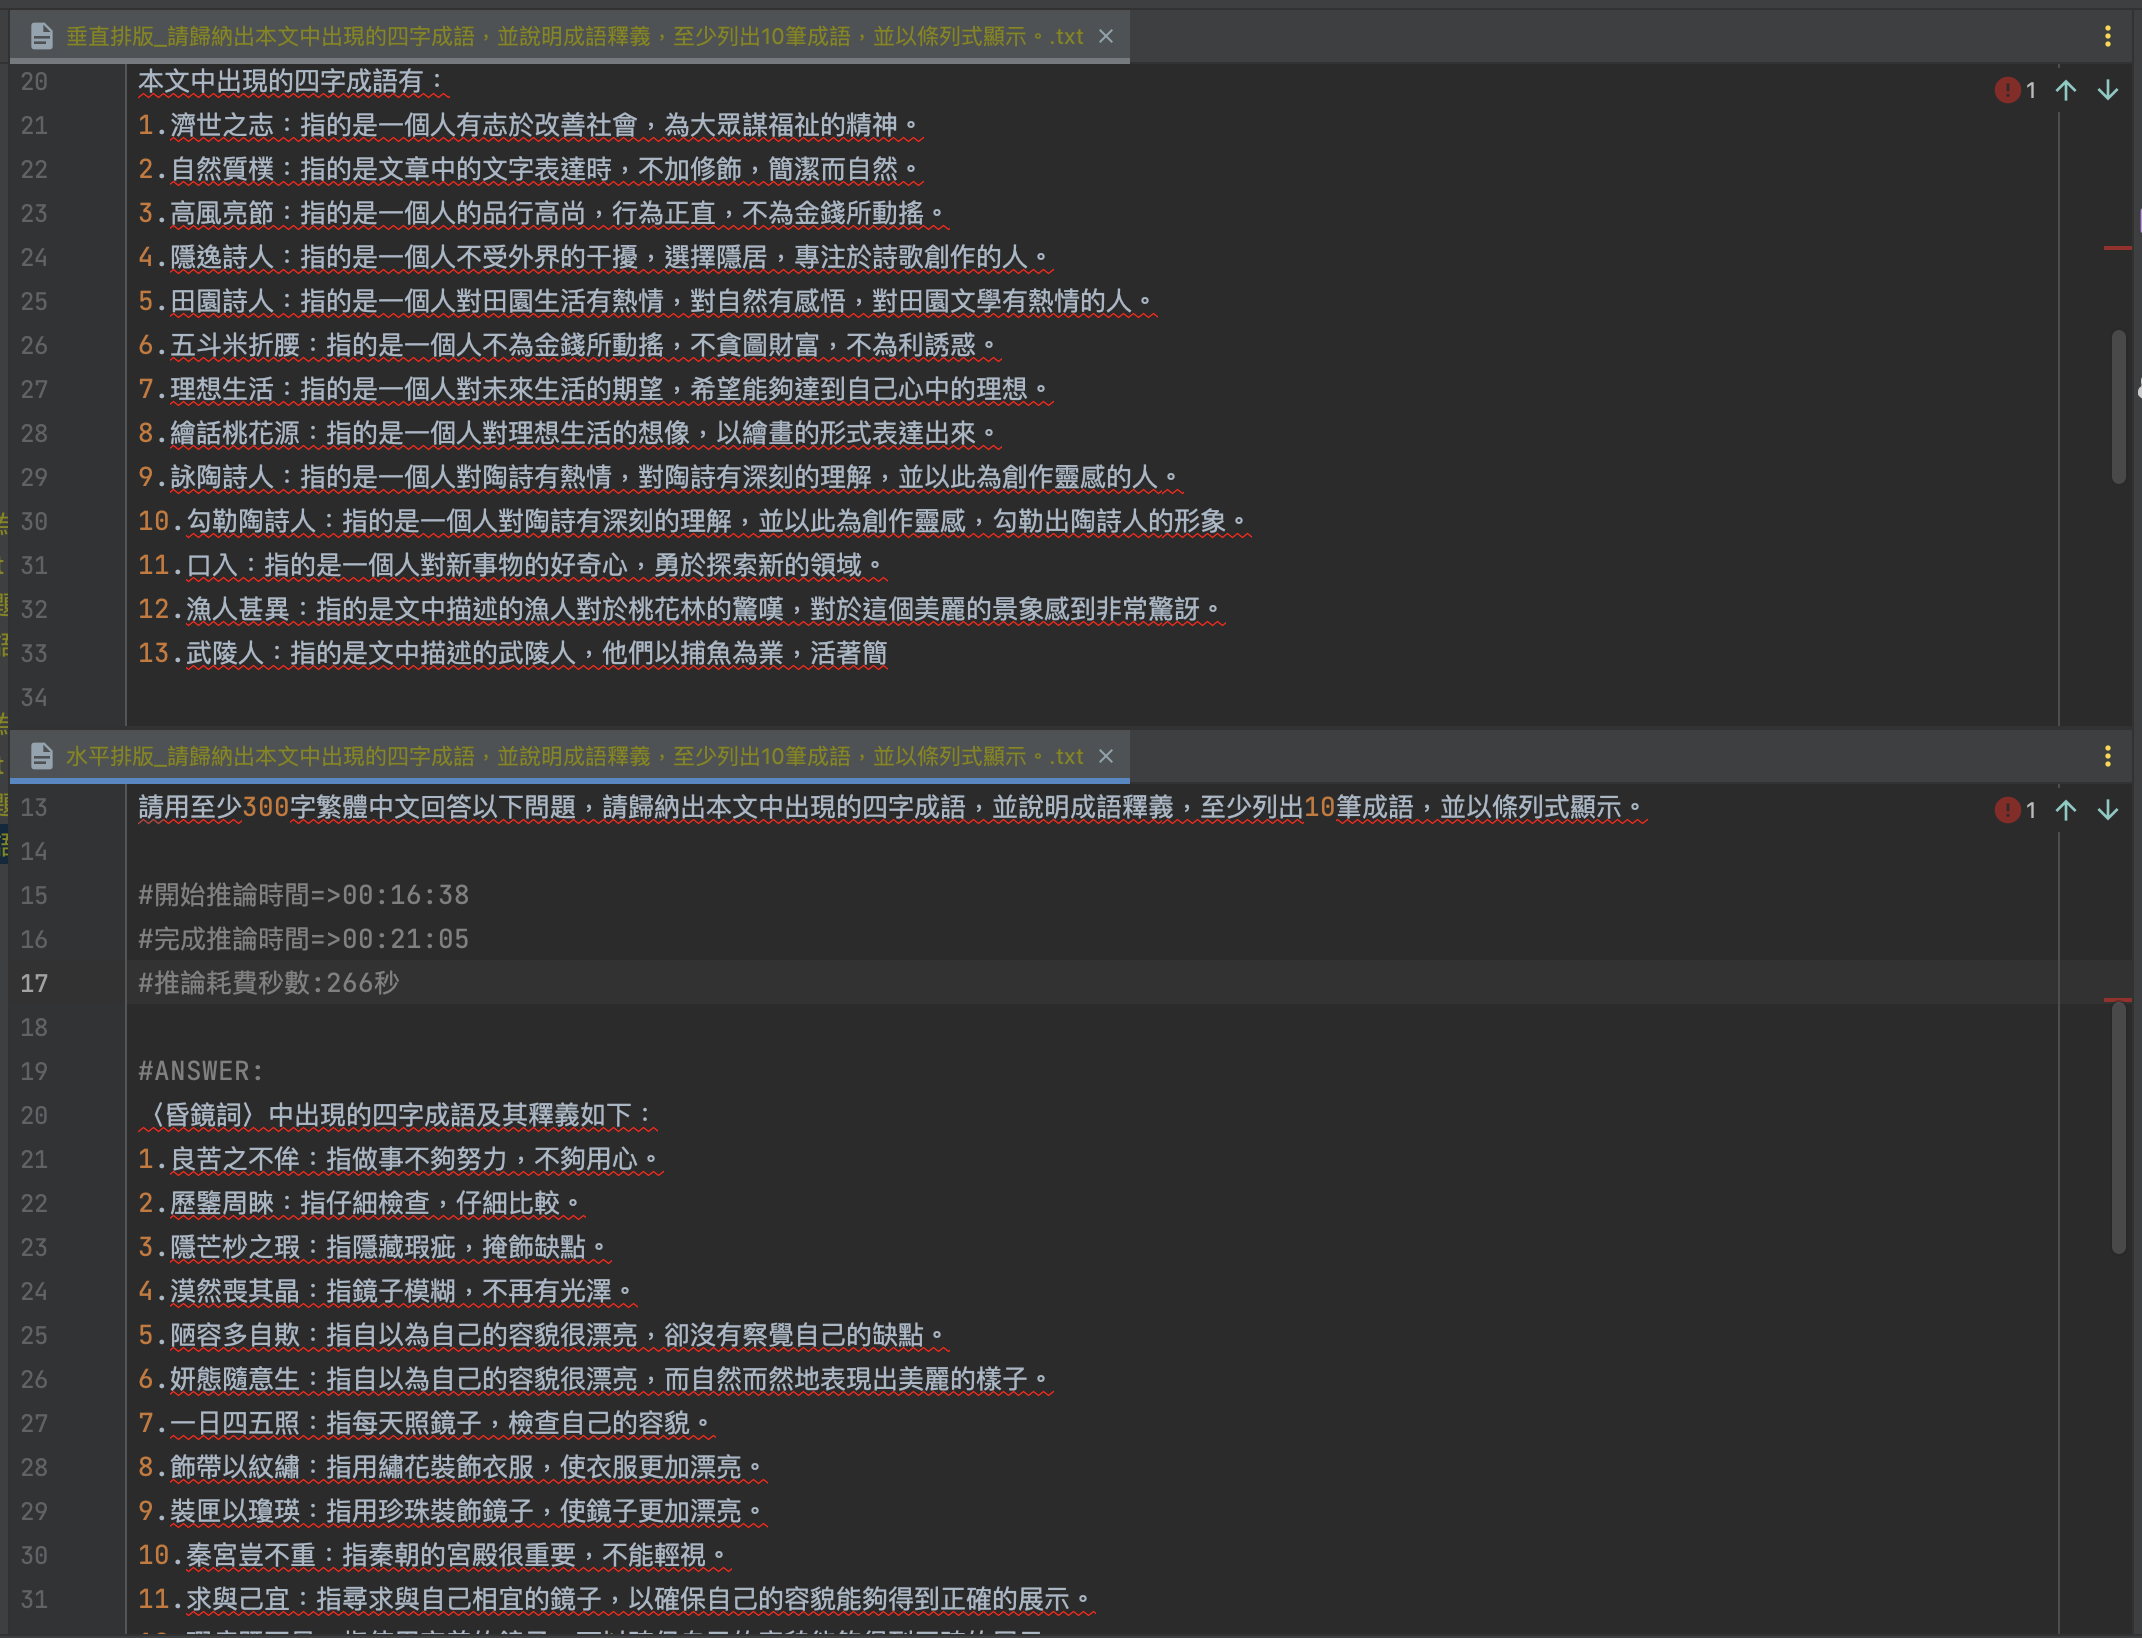 垂直排版_請歸納出本文中出現的四字成語，並說明成語釋義，至少列出10筆成語，並以條列式顯示。.txt
1
20 本文中出現的四字成語有：
21 1.濟世之志：指的是一個人有志於改善社會，為大眾謀福祉的精神。
22 2.自然質樸：指的是文章中的文字表達時，不加修飾，簡潔而自然。
23 3.高風亮節：指的是一個人的品行高尚，行為正直，不為金錢所動搖。
24 4.隱逸詩人：指的是一個人不受外界的干擾，選擇隱居，專注於詩歌創作的人。
25 5.田園詩人：指的是一個人對田園生活有熱情，對自然有感悟，對田園文學有熱情的人。
26 6.五斗米折腰：指的是一個人不為金錢所動搖，不貪圖財富，不為利誘惑。
27 7.理想生活：指的是一個人對未來生活的期望，希望能夠達到自己心中的理想。
28 8.繪話桃花源：指的是一個人對理想生活的想像，以繪畫的形式表達出來。
29 9.詠陶詩人：指的是一個人對陶詩有熱情，對陶詩有深刻的理解，並以此為創作靈感的人。
30 10.勾勒陶詩人：指的是一個人對陶詩有深刻的理解，並以此為創作靈感，勾勒出陶詩人的形象。
31 11.口入：指的是一個人對新事物的好奇心，勇於探索新的領域。
32 12.漁人甚異：指的是文中描述的漁人對於桃花林的驚嘆，對於這個美麗的景象感到非常驚訝。
33 13.武陵人：指的是文中描述的武陵人，他們以捕魚為業，活著簡
34
水平排版_請歸納出本文中出現的四字成語，並說明成語釋義，至少列出10筆成語，並以條列式顯示。.txt
1
13 請用至少300字繁體中文回答以下問題，請歸納出本文中出現的四字成語，並說明成語釋義，至少列出10筆成語，並以條列式顯示。
14
15 #開始推論時間=>00:16:38
16 #完成推論時間=>00:21:05
17 #推論耗費秒數:266秒
18
19 #ANSWER:
20 〈昏鏡詞〉中出現的四字成語及其釋義如下：
21 1.良苦之不侔：指做事不夠努力，不夠用心。
22 2.歷鑒周睞：指仔細檢查，仔細比較。
23 3.隱芒杪之瑕：指隱藏瑕疵，掩飾缺點。
24 4.漠然喪其晶：指鏡子模糊，不再有光澤。
25 5.陋容多自欺：指自以為自己的容貌很漂亮，卻沒有察覺自己的缺點。
26 6.妍態隨意生：指自以為自己的容貌很漂亮，而自然而然地表現出美麗的樣子。
27 7.一日四五照：指每天照鏡子，檢查自己的容貌。
28 8.飾帶以紋繡：指用繡花裝飾衣服，使衣服更加漂亮。
29 9.裝匣以瓊瑛：指用珍珠裝飾鏡子，使鏡子更加漂亮。
30 10.秦宮豈不重：指秦朝的宮殿很重要，不能輕視。
31 11.求與己宜：指尋求與自己相宜的鏡子，以確保自己的容貌能夠得到正確的展示。